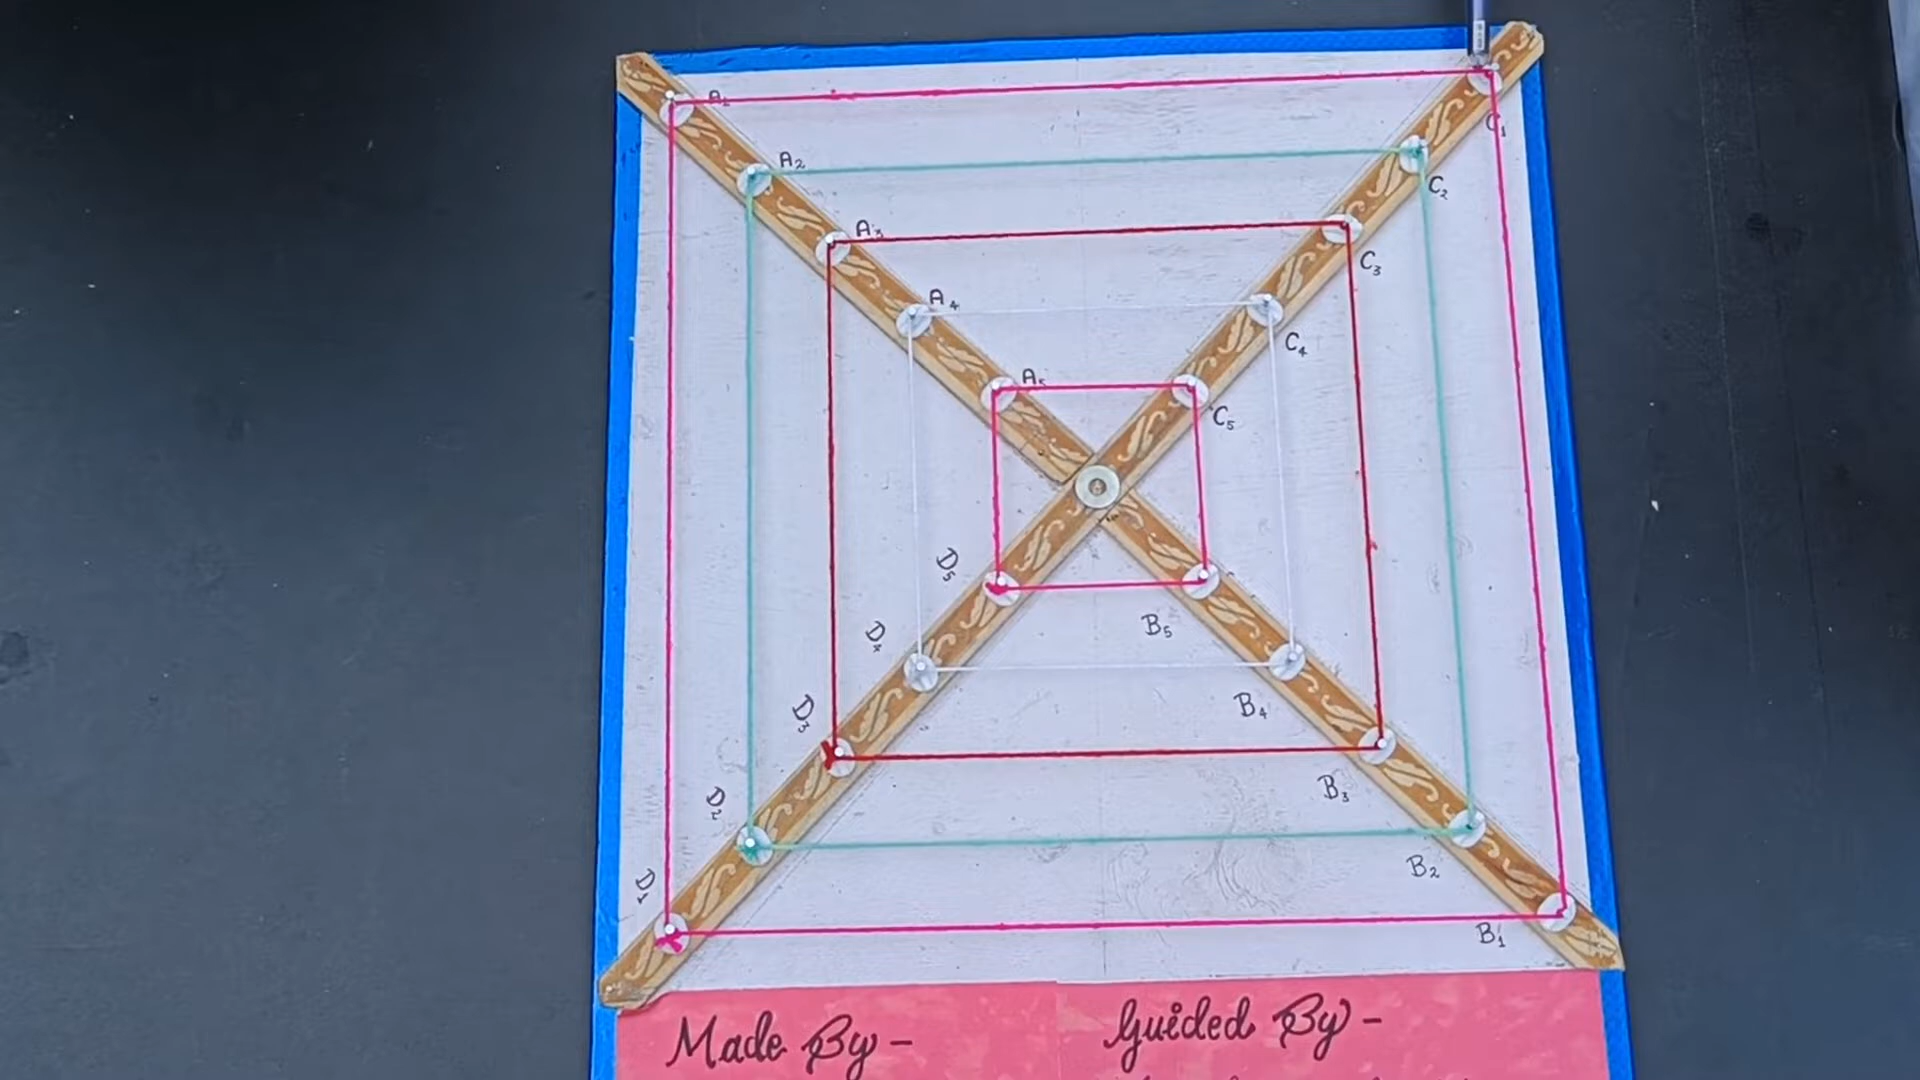 A₁
C₁
A₂
C₂
A₃
C₃
A₄
C₄
A₅
C₅
D₅
B₅
D₄
B₄
D₃
B₃
D₂
B₂
D₁
B₁
Made By - Guided By -